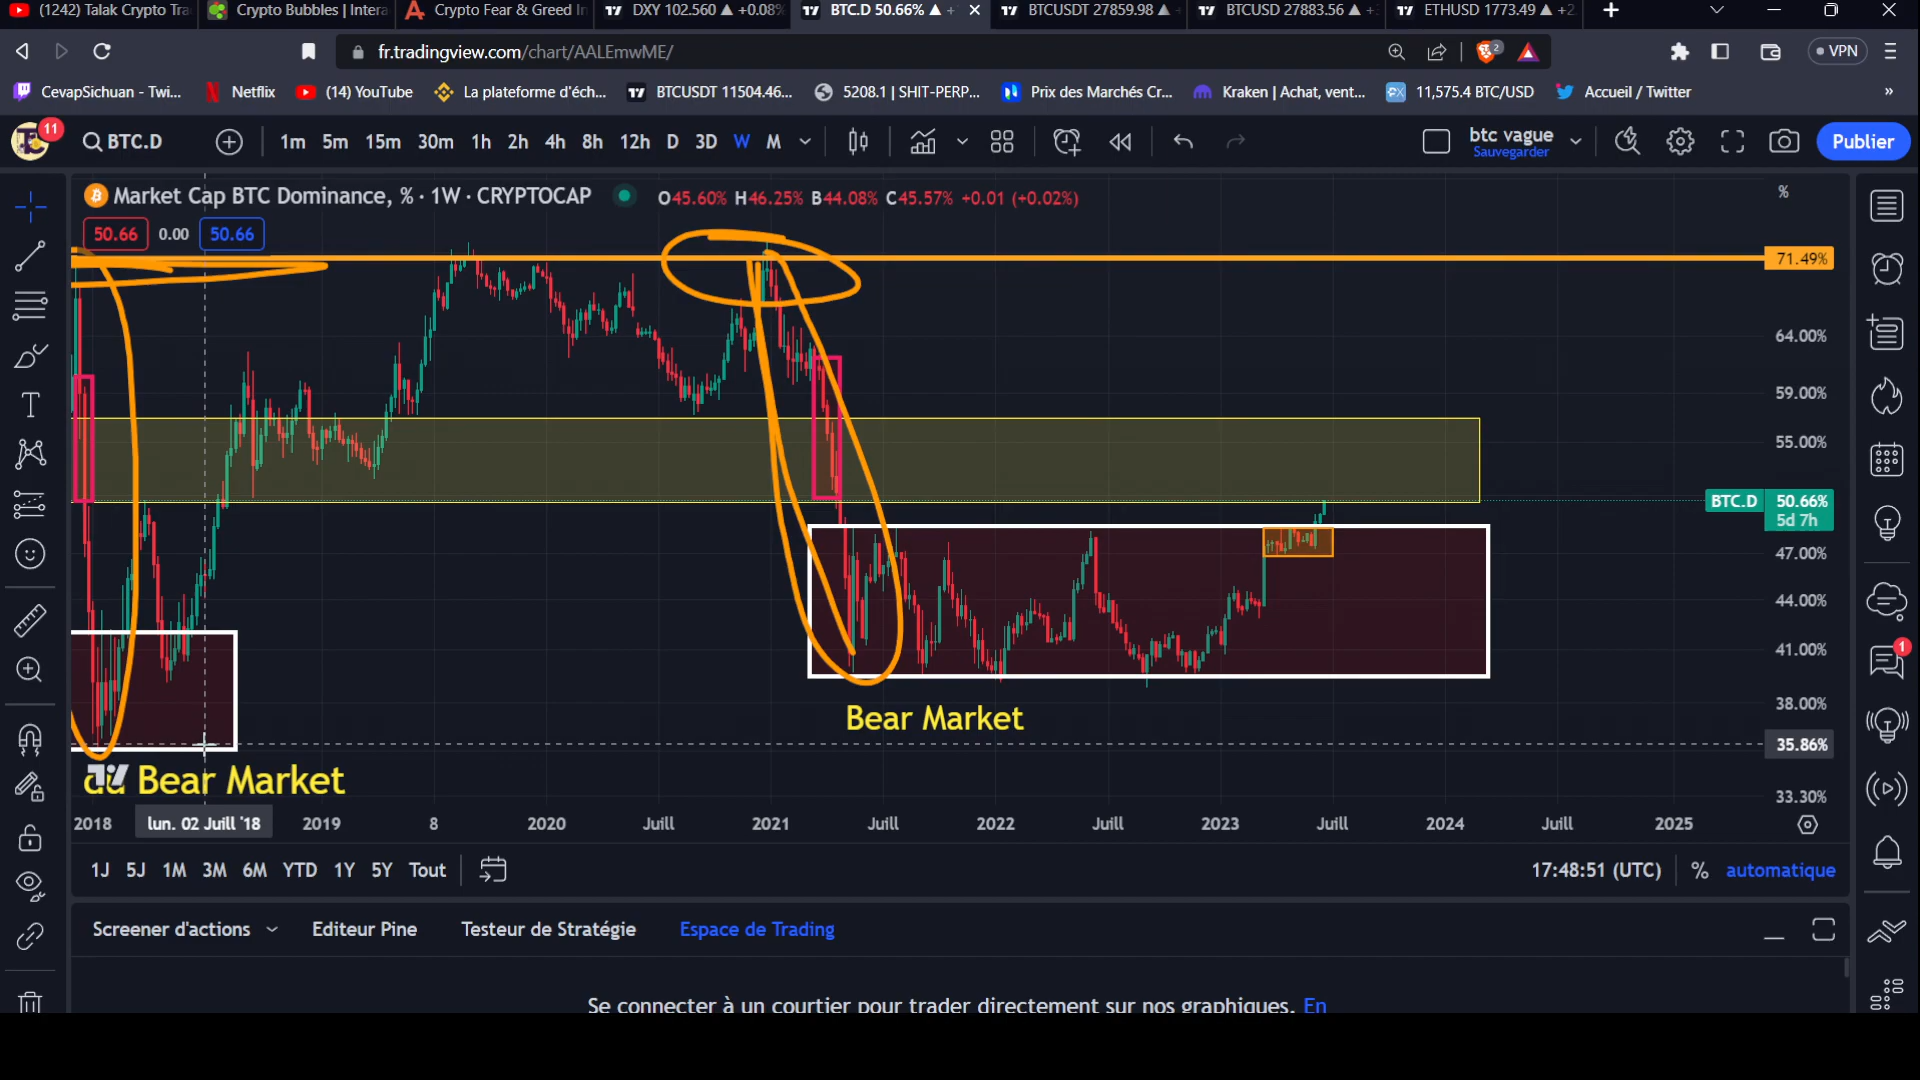 (1242) Talak Crypto Tra
Crypto Bubbles | Intera
Crypto Fear & Greed In
DXY 102.560 ▲ +0.08%
BTC.D 50.66% ▲ +
BTCUSDT 27859.98 ▲
BTCUSD 27883.56 ▲ +
ETHUSD 1773.49 ▲ +2
fr.tradingview.com/chart/AALEmwME/
2
VPN
CevapSichuan - Twi...
Netflix
(14) YouTube
La plateforme d'éch...
BTCUSDT 11504.46...
5208.1 | SHIT-PERP...
Prix des Marchés Cr...
Kraken | Achat, vent...
11,575.4 BTC/USD
Accueil / Twitter
»
11
BTC.D
1m 5m 15m 30m 1h 2h 4h 8h 12h D 3D W M
btc vague
Sauvegarder
Publier
Market Cap BTC Dominance, % · 1W · CRYPTOCAP
O45.60% H46.25% B44.08% C45.57% +0.01 (+0.02%)
%
50.66 0.00 50.66
71.49%
64.00%
59.00%
55.00%
BTC.D 50.66%
5d 7h
47.00%
44.00%
41.00%
1
38.00%
Bear Market
35.86%
du Bear Market
33.30%
2018 lun. 02 Juill '18 2019 8 2020 Juill 2021 Juill 2022 Juill 2023 Juill 2024 Juill 2025
1J 5J 1M 3M 6M YTD 1Y 5Y Tout
17:48:51 (UTC) % automatique
Screener d'actions Editeur Pine Testeur de Stratégie Espace de Trading
Se connecter à un courtier pour trader directement sur nos graphiques. En